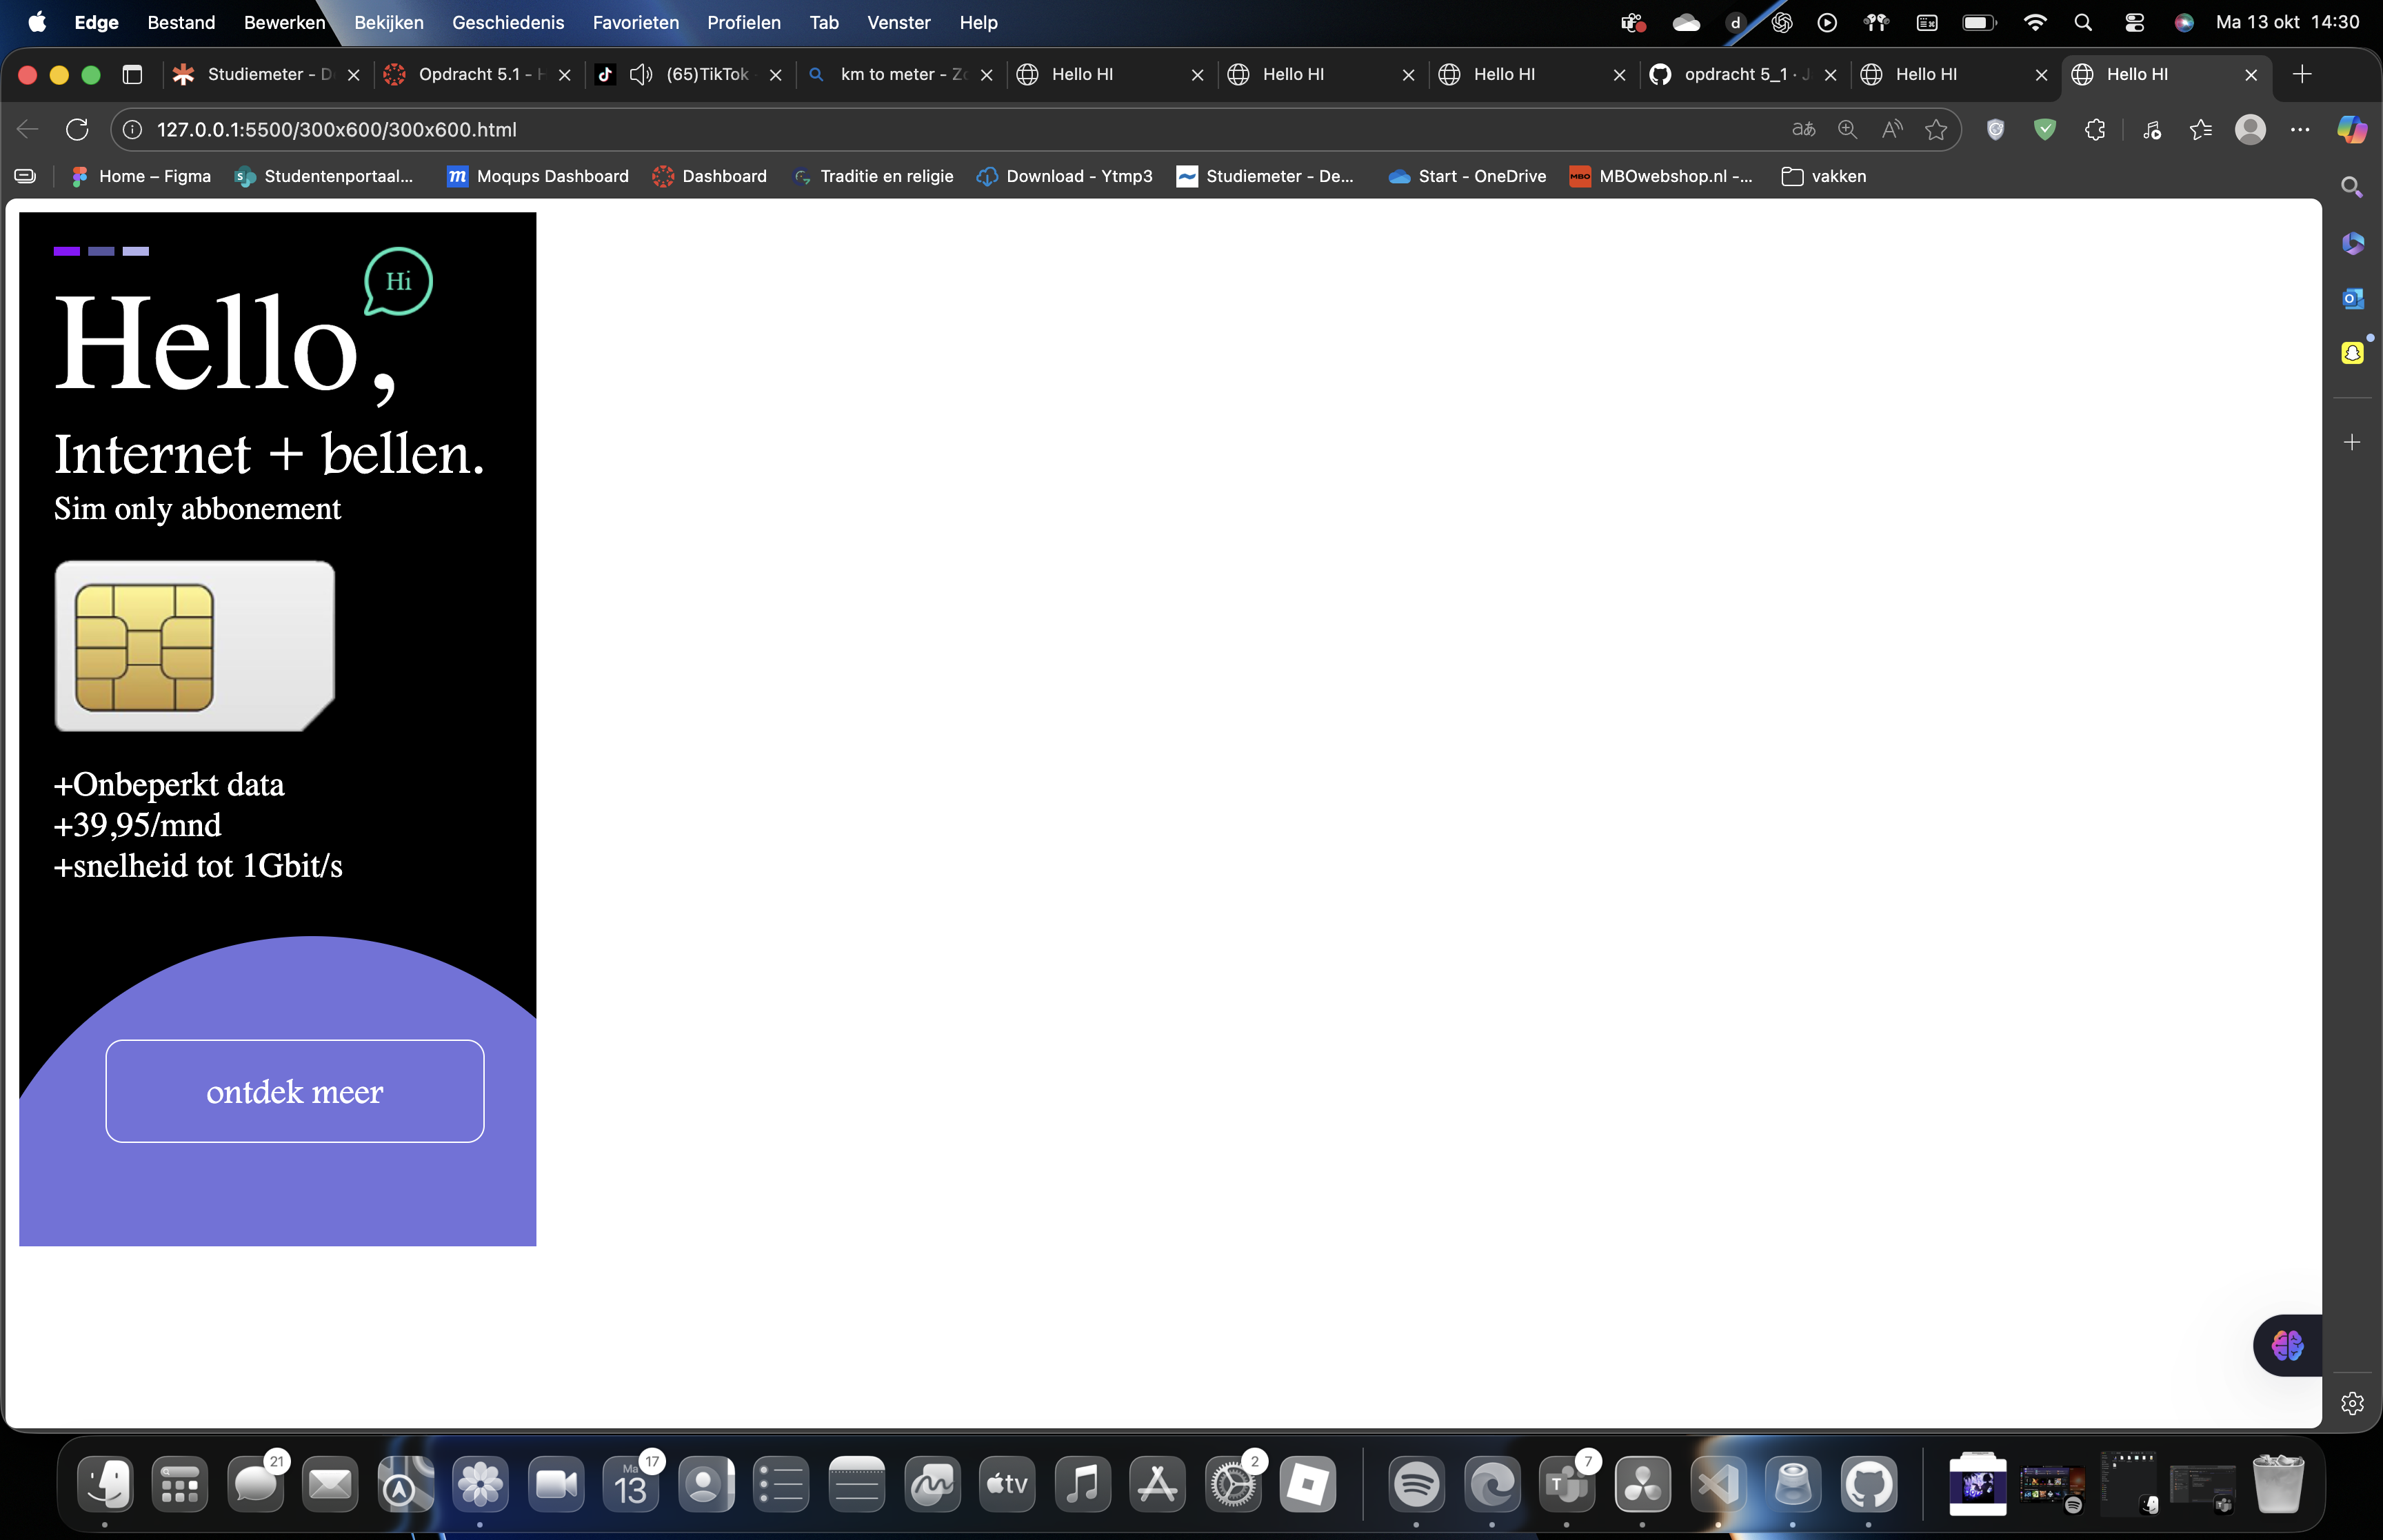 Edge Bestand Bewerken Bekijken Geschiedenis Favorieten Profielen Tab Venster Help d Ma 13 okt 14:30
Studiemeter - D Opdracht 5.1 - (65)TikTok km to meter - Zo Hello HI Hello HI Hello HI opdracht 5_1 · J Hello HI Hello HI
127.0.0.1:5500/300x600/300x600.html
Home – Figma Studentenportaal... Moqups Dashboard Dashboard Traditie en religie Download - Ytmp3 Studiemeter - De... Start - OneDrive MBO MBOwebshop.nl -... vakken
Hi
Hello,
Internet + bellen.
Sim only abbonement
+Onbeperkt data
+39,95/mnd
+snelheid tot 1Gbit/s
ontdek meer
21 Ma 13 17 tv 2 7